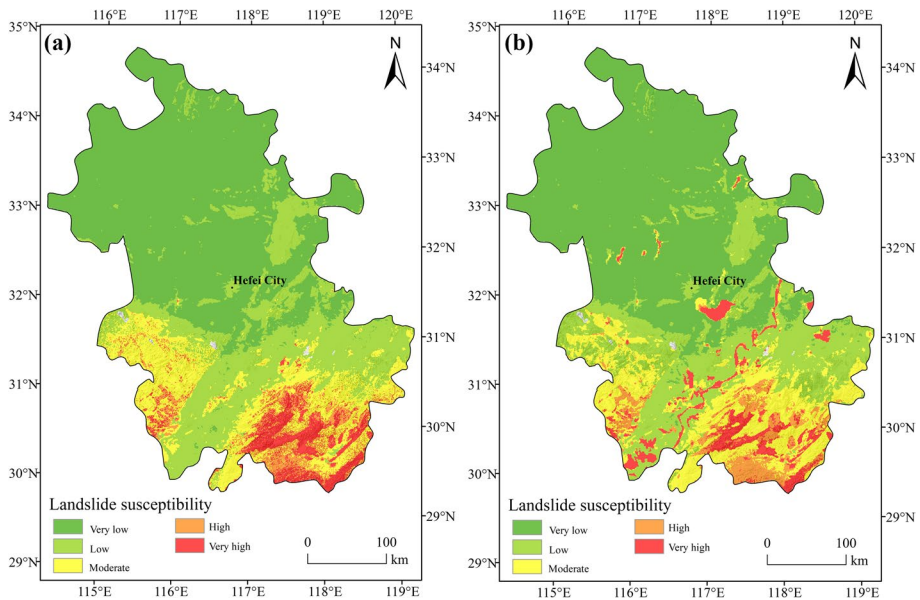 116°E 117°E 118°E 119°E 120°E
116°E 117°E 118°E 119°E 120°E
35°N
35°N
(a)
N
(b)
N
34°N
34°N
34°N
34°N
33°N
33°N
33°N
33°N
32°N
32°N
Hefei City
Hefei City
32°N
32°N
31°N
31°N
31°N
31°N
30°N
30°N
30°N
30°N
Landslide susceptibility
Very low
Low
Moderate
High
Very high
0 100
km
29°N
29°N
115°E 116°E 117°E 118°E 119°E
Landslide susceptibility
Very low
Low
Moderate
High
Very high
0 100
km
29°N
29°N
115°E 116°E 117°E 118°E 119°E